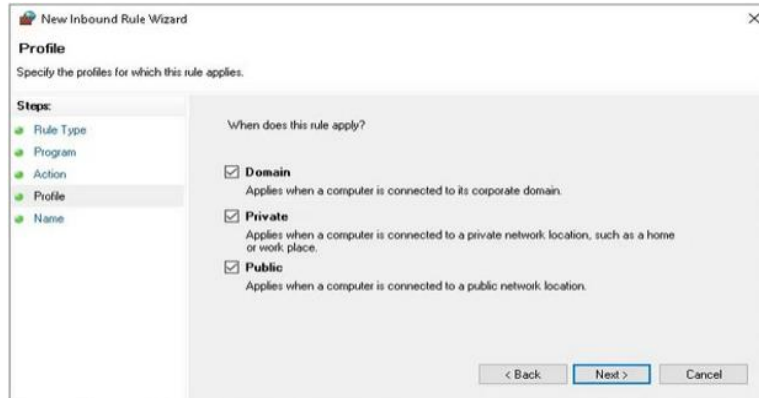 New Inbound Rule Wizard
Profile
Specify the profiles for which this rule applies.
Steps:
Rule Type
Program
Action
Profile
Name
When does this rule apply?
Domain
Applies when a computer is connected to its corporate domain.
Private
Applies when a computer is connected to a private network location, such as a home
or work place.
Public
Applies when a computer is connected to a public network location.
< Back
Next >
Cancel